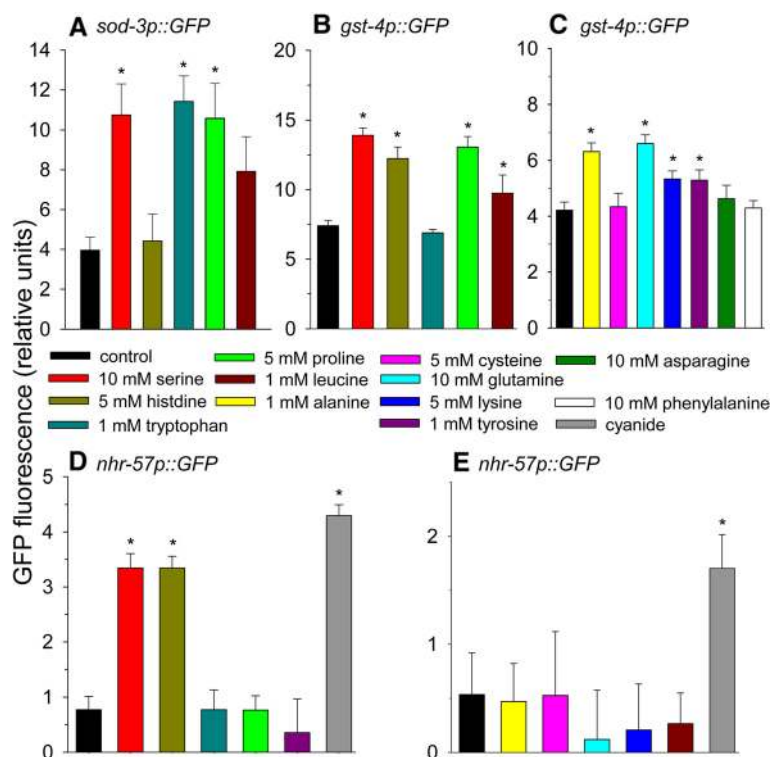 A sod-3p::GFP
B gst-4p::GFP
C gst-4p::GFP
14
12
10
8
6
4
2
0
20
15
10
5
0
10
8
6
4
2
0
* * *
* * * *
* * * *
GFP fluorescence (relative units)
control
10 mM serine
5 mM histdine
1 mM tryptophan
5 mM proline
1 mM leucine
1 mM alanine
5 mM cysteine
10 mM glutamine
5 mM lysine
1 mM tyrosine
10 mM asparagine
10 mM phenylalanine
cyanide
D nhr-57p::GFP
E nhr-57p::GFP
5
4
3
2
1
0
* * *
2
1
0
*